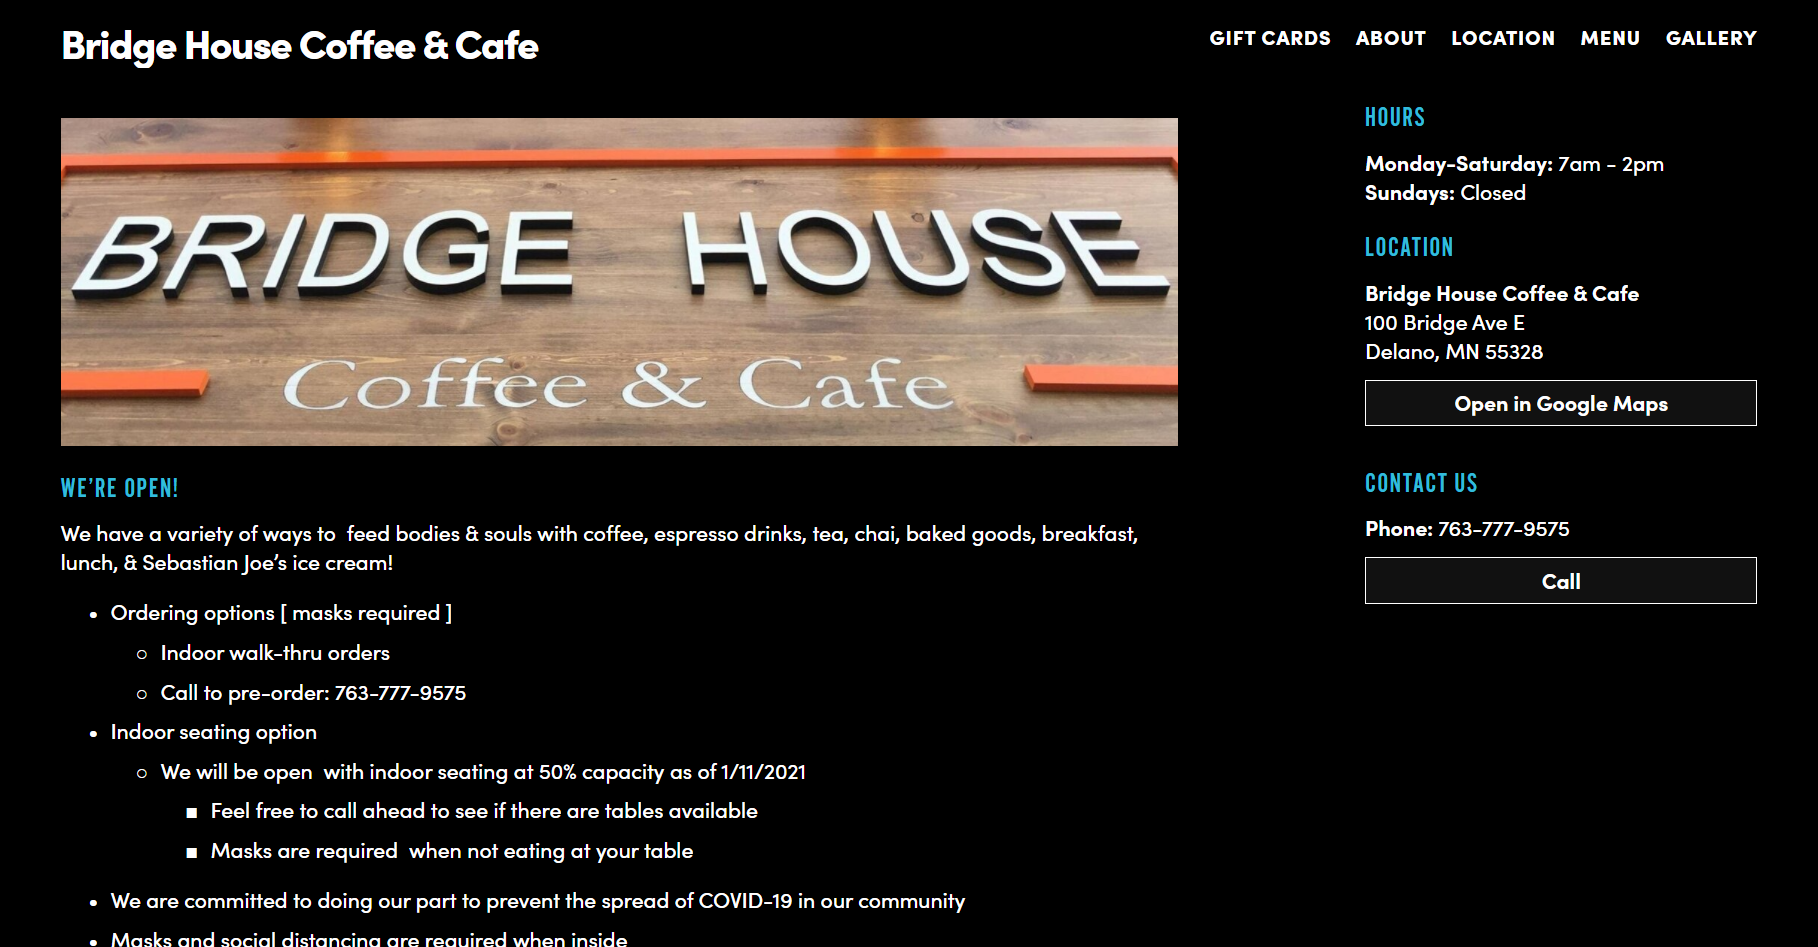 Bridge House Coffee & Cafe
GIFT CARDS ABOUT LOCATION MENU GALLERY
BRIDGE HOUSE
Coffee & Cafe
WE'RE OPEN!
We have a variety of ways to  feed bodies & souls with coffee, espresso drinks, tea, chai, baked goods, breakfast,
lunch, & Sebastian Joe's ice cream!
• Ordering options [ masks required ]
○ Indoor walk-thru orders
○ Call to pre-order: 763-777-9575
• Indoor seating option
○ We will be open  with indoor seating at 50% capacity as of 1/11/2021
■ Feel free to call ahead to see if there are tables available
■ Masks are required  when not eating at your table
• We are committed to doing our part to prevent the spread of COVID-19 in our community
• Masks and social distancing are required when inside
HOURS
Monday-Saturday: 7am - 2pm
Sundays: Closed
LOCATION
Bridge House Coffee & Cafe
100 Bridge Ave E
Delano, MN 55328
Open in Google Maps
CONTACT US
Phone: 763-777-9575
Call